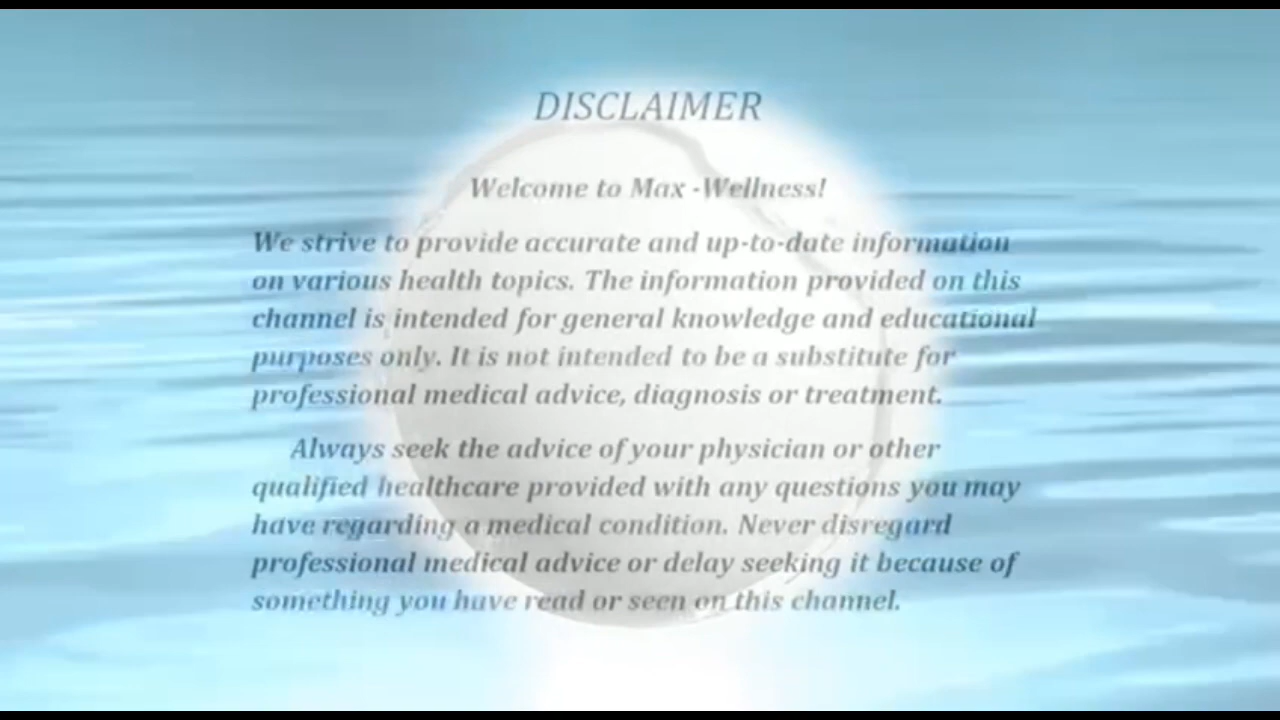 DISCLAIMER
Welcome to Max -Wellness!
We strive to provide accurate and up-to-date information
on various health topics. The information provided on this
channel is intended for general knowledge and educational
purposes only. It is not intended to be a substitute for
professional medical advice, diagnosis or treatment.
Always seek the advice of your physician or other
qualified healthcare provided with any questions you may
have regarding a medical condition. Never disregard
professional medical advice or delay seeking it because of
something you have read or seen on this channel.